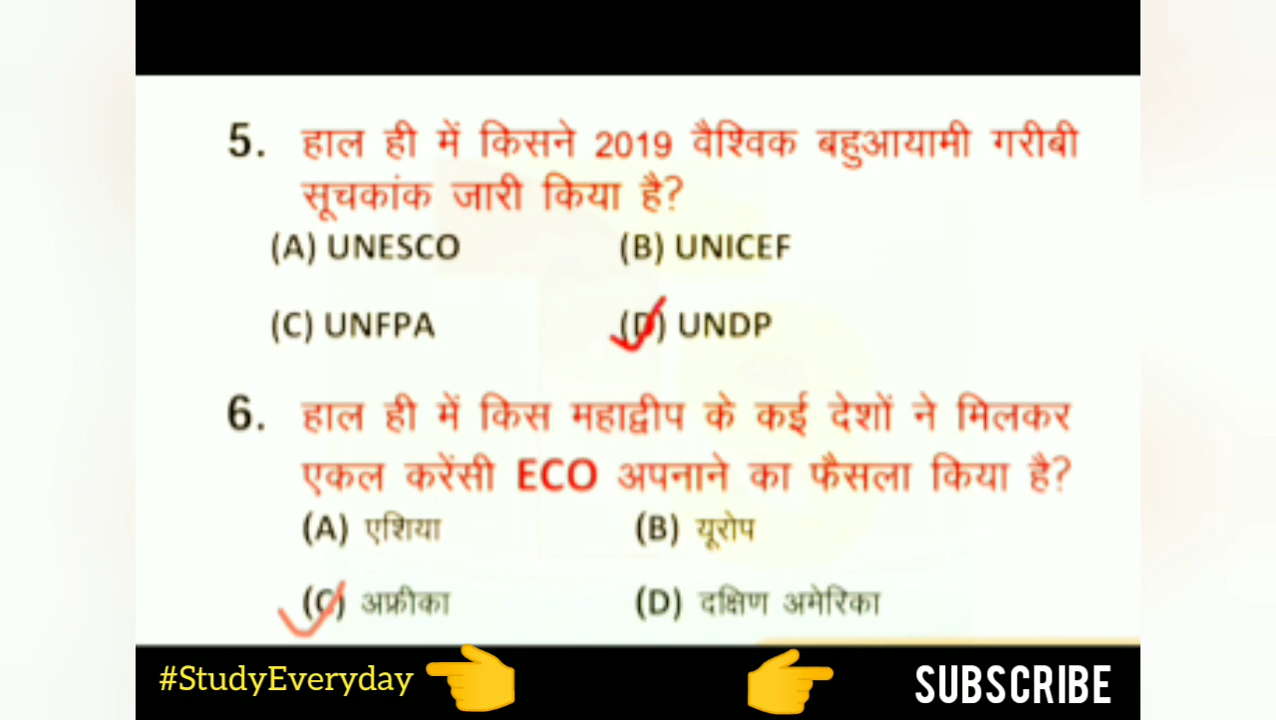 5. हाल ही में किसने 2019 वैश्विक बहुआयामी गरीबी
सूचकांक जारी किया है?
(A) UNESCO (B) UNICEF
(C) UNFPA (D) UNDP
6. हाल ही में किस महाद्वीप के कई देशों ने मिलकर
एकल करेंसी ECO अपनाने का फैसला किया है?
(A) एशिया (B) यूरोप
(C) अफ्रीका (D) दक्षिण अमेरिका
#StudyEveryday SUBSCRIBE